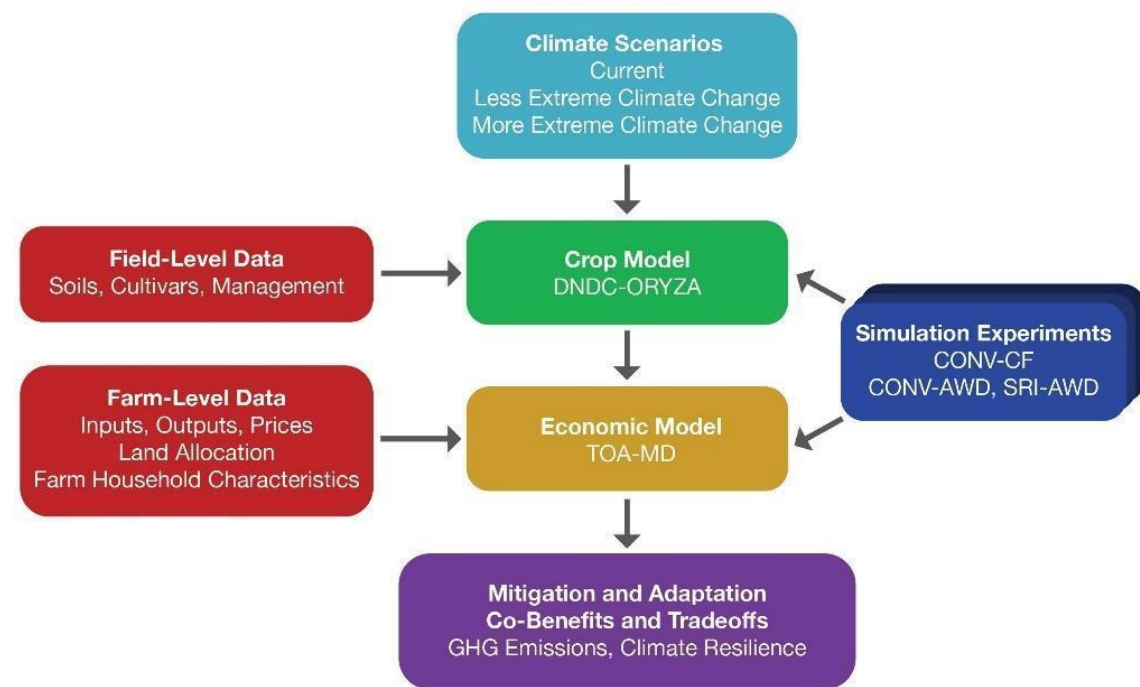 Climate Scenarios
Current
Less Extreme Climate Change
More Extreme Climate Change
Field-Level Data
Soils, Cultivars, Management
Crop Model
DNDC-ORYZA
Simulation Experiments
CONV-CF
CONV-AWD, SRI-AWD
Farm-Level Data
Inputs, Outputs, Prices
Land Allocation
Farm Household Characteristics
Economic Model
TOA-MD
Mitigation and Adaptation
Co-Benefits and Tradeoffs
GHG Emissions, Climate Resilience